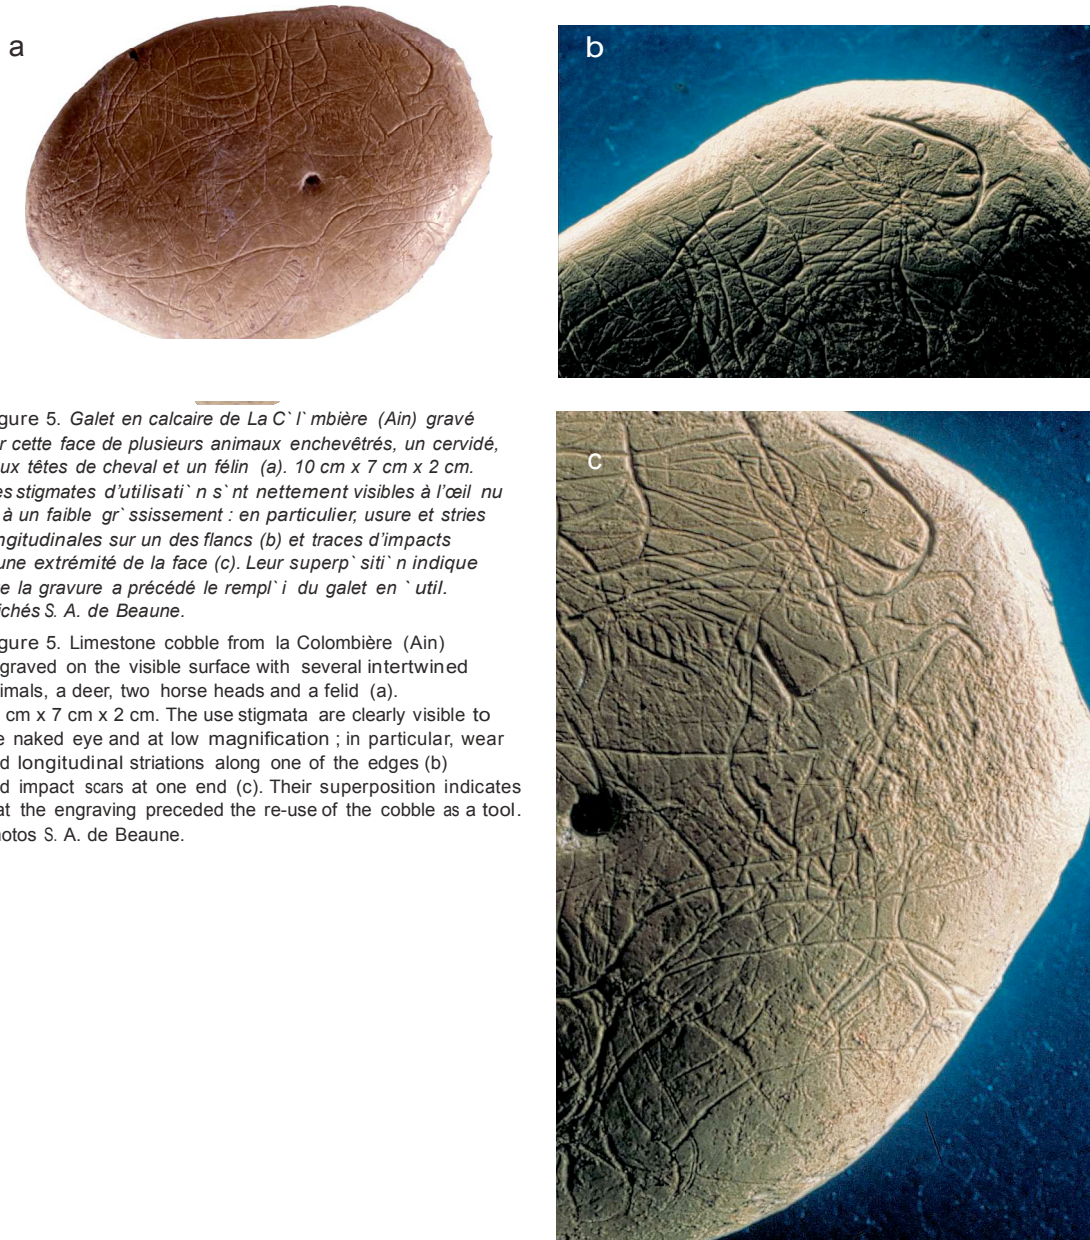 a
b
gure 5. Galet en calcaire de La C` l` mbière (Ain) gravé
r cette face de plusieurs animaux enchevêtrés, un cervidé,
ux têtes de cheval et un félin (a). 10 cm x 7 cm x 2 cm.
es stigmates d'utilisati` n s` nt nettement visibles à l'œil nu
à un faible gr` ssissement : en particulier, usure et stries
ngitudinales sur un des flancs (b) et traces d'impacts
une extrémité de la face (c). Leur superp` siti` n indique
e la gravure a précédé le rempl` i du galet en ` util.
ichés S. A. de Beaune.
gure 5. Limestone cobble from la Colombière (Ain)
graved on the visible surface with several intertwined
imals, a deer, two horse heads and a felid (a).
cm x 7 cm x 2 cm. The use stigmata are clearly visible to
e naked eye and at low magnification ; in particular, wear
d longitudinal striations along one of the edges (b)
d impact scars at one end (c). Their superposition indicates
at the engraving preceded the re-use of the cobble as a tool.
otos S. A. de Beaune.
c